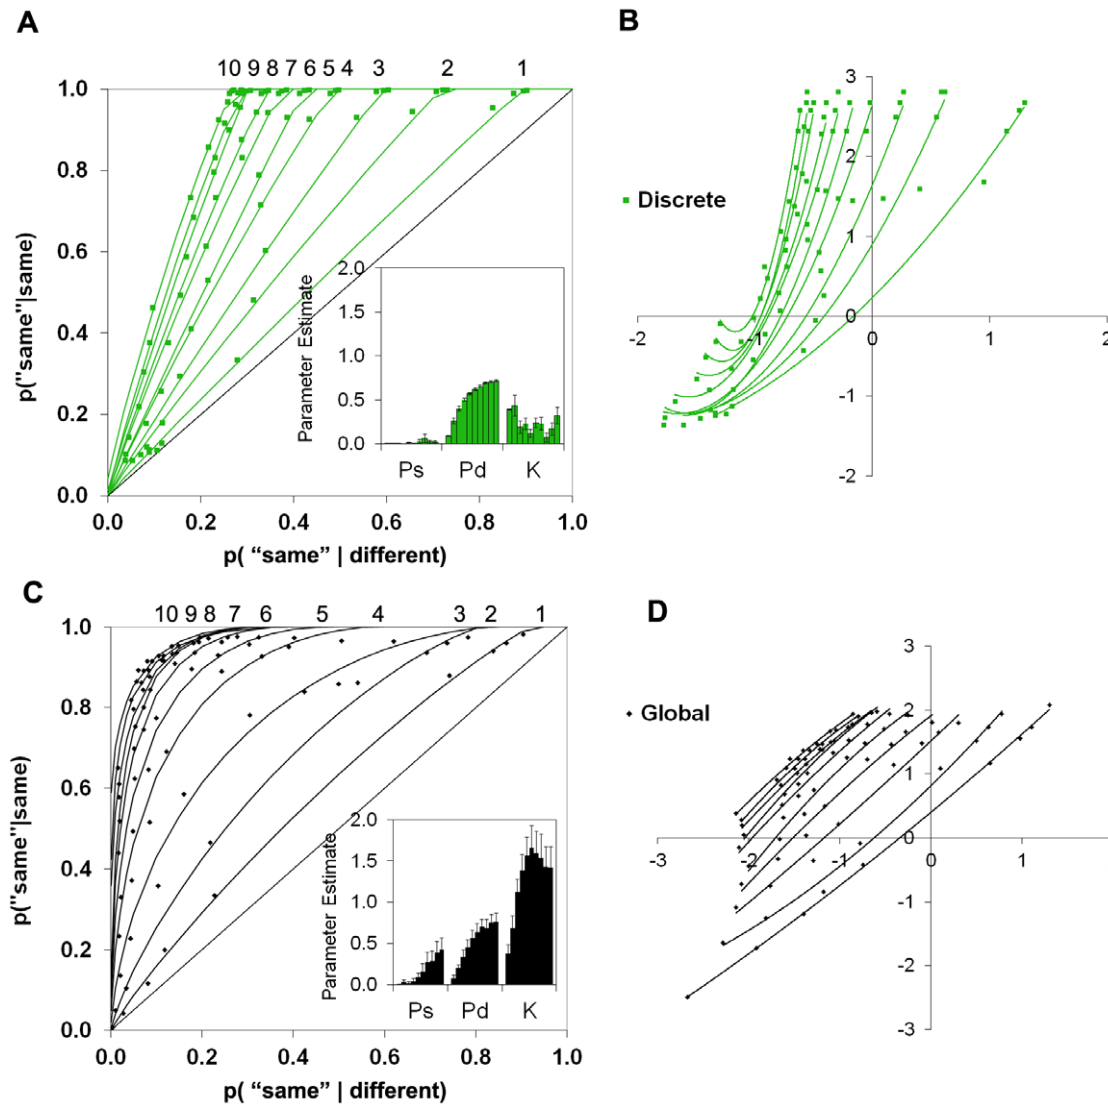 A
10 9 8 7 6 5 4 3 2 1
1.0
0.8
0.6
0.4
0.2
0.0
p("same"|same)
0.0 0.2 0.4 0.6 0.8 1.0
p( “same” | different)
2.0
1.5
1.0
0.5
0.0
Parameter Estimate
Ps Pd K
B
3
2
1
0
-1
-2
-2 -1 0 1 2
Discrete
C
10 9 8 7 6 5 4 3 2 1
1.0
0.8
0.6
0.4
0.2
0.0
p("same"|same)
0.0 0.2 0.4 0.6 0.8 1.0
p( “same” | different)
2.0
1.5
1.0
0.5
0.0
Parameter Estimate
Ps Pd K
D
3
2
1
0
-1
-2
-3
-3 -2 -1 0 1
Global